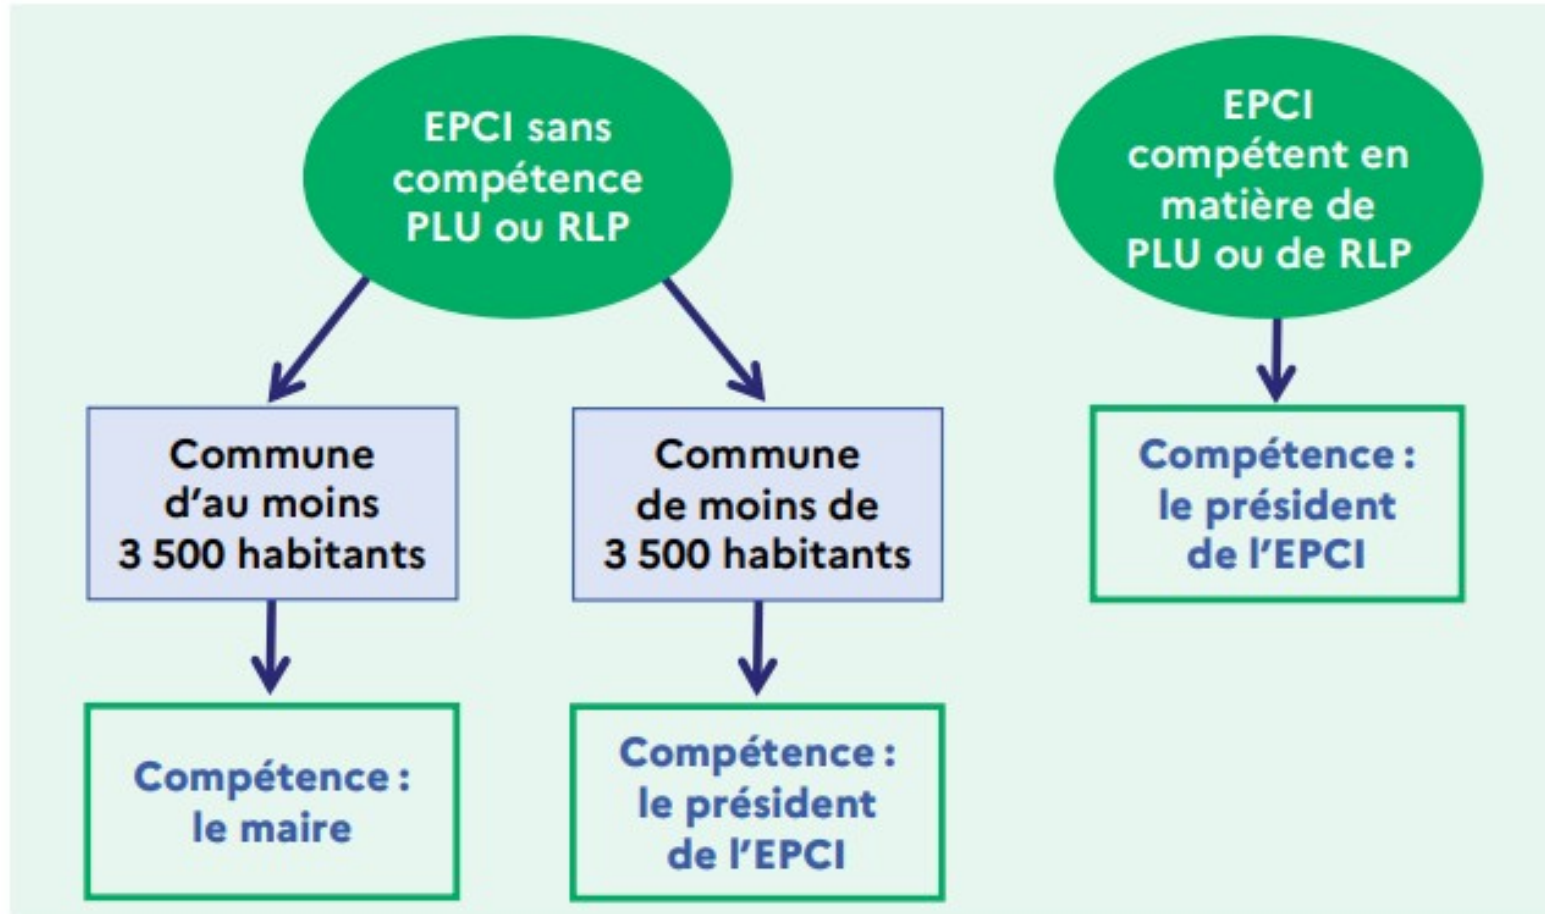 EPCI sans
compétence
PLU ou RLP
EPCI
compétent en
matière de
PLU ou de RLP
Commune
d’au moins
3 500 habitants
Commune
de moins de
3 500 habitants
Compétence :
le président
de l’EPCI
Compétence :
le maire
Compétence :
le président
de l’EPCI